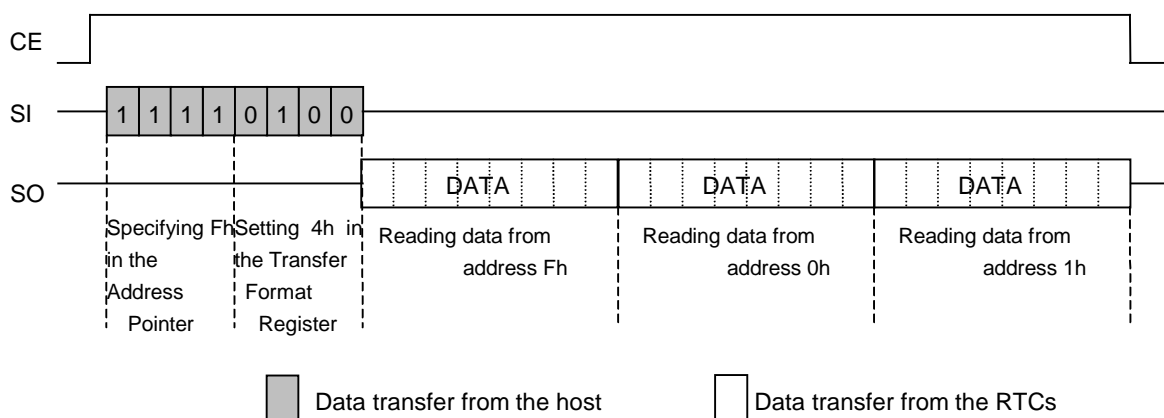 CE
SI
1 1 1 1 0 1 0 0
SO
DATA DATA DATA
Specifying Fh
in the
Address
Pointer
Setting 4h in
the Transfer
Format
Register
Reading data from
address Fh
Reading data from
address 0h
Reading data from
address 1h
Data transfer from the host
Data transfer from the RTCs